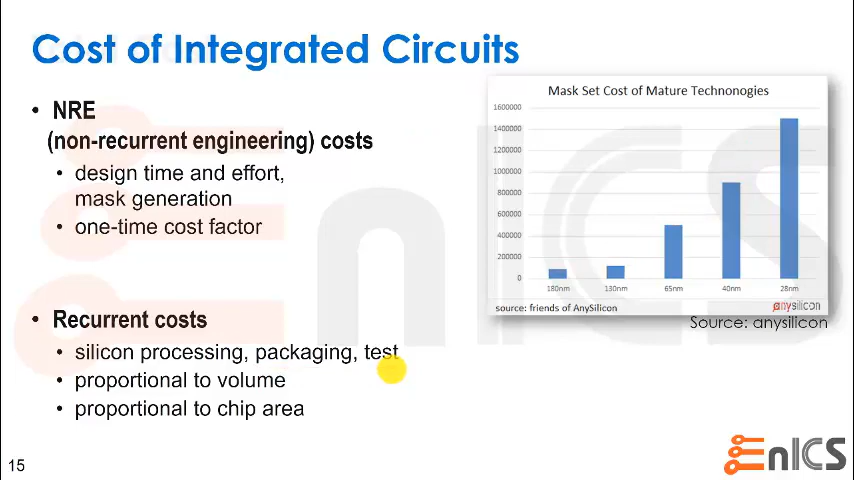 Cost of Integrated Circuits
• NRE
(non-recurrent engineering) costs
• design time and effort,
mask generation
• one-time cost factor
• Recurrent costs
• silicon processing, packaging, test
• proportional to volume
• proportional to chip area
Mask Set Cost of Mature Technonogies
1600000
1400000
1200000
1000000
800000
600000
400000
200000
0
180nm 130nm 65nm 40nm 28nm
source: friends of AnySilicon
anysilicon
Source: anysilicon
15
EnICS